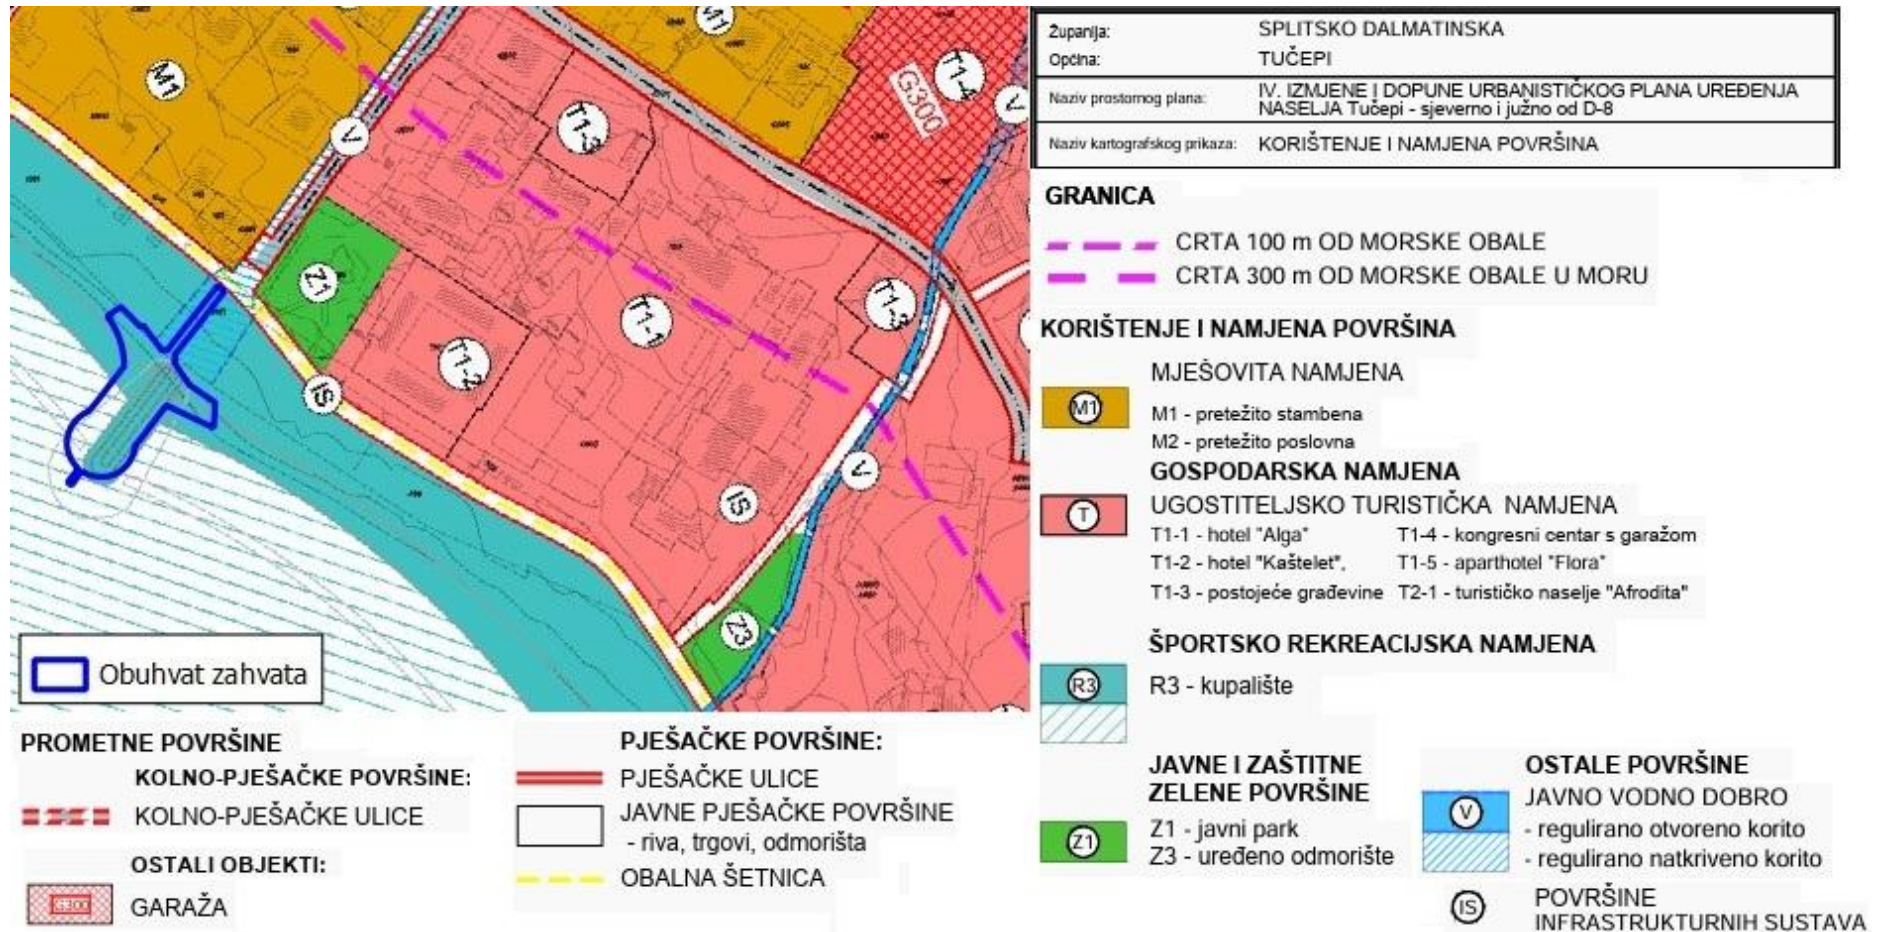 M1
M1
V
T1-3
Z1
T1-1
T1-2
IS
T1-3
T1-4
G300
V
V
IS
Z3
Obuhvat zahvata
Županija: SPLITSKO DALMATINSKA
Općina: TUČEPI
Naziv prostornog plana: IV. IZMJENE I DOPUNE URBANISTIČKOG PLANA UREĐENJA
NASELJA Tučepi - sjeverno i južno od D-8
Naziv kartografskog prikaza: KORIŠTENJE I NAMJENA POVRŠINA
GRANICA
CRTA 100 m OD MORSKE OBALE
CRTA 300 m OD MORSKE OBALE U MORU
KORIŠTENJE I NAMJENA POVRŠINA
MJEŠOVITA NAMJENA
M1
M1 - pretežito stambena
M2 - pretežito poslovna
GOSPODARSKA NAMJENA
T
UGOSTITELJSKO TURISTIČKA NAMJENA
T1-1 - hotel "Alga" T1-4 - kongresni centar s garažom
T1-2 - hotel "Kaštelet", T1-5 - aparthotel "Flora"
T1-3 - postojeće građevine T2-1 - turističko naselje "Afrodita"
ŠPORTSKO REKREACIJSKA NAMJENA
R3
R3 - kupalište
JAVNE I ZAŠTITNE
ZELENE POVRŠINE
Z1
Z1 - javni park
Z3 - uređeno odmorište
OSTALE POVRŠINE
V
JAVNO VODNO DOBRO
- regulirano otvoreno korito
- regulirano natkriveno korito
IS
POVRŠINE
INFRASTRUKTURNIH SUSTAVA
PROMETNE POVRŠINE
KOLNO-PJEŠAČKE POVRŠINE:
KOLNO-PJEŠAČKE ULICE
OSTALI OBJEKTI:
G300
GARAŽA
PJEŠAČKE POVRŠINE:
PJEŠAČKE ULICE
JAVNE PJEŠAČKE POVRŠINE
- riva, trgovi, odmorišta
OBALNA ŠETNICA